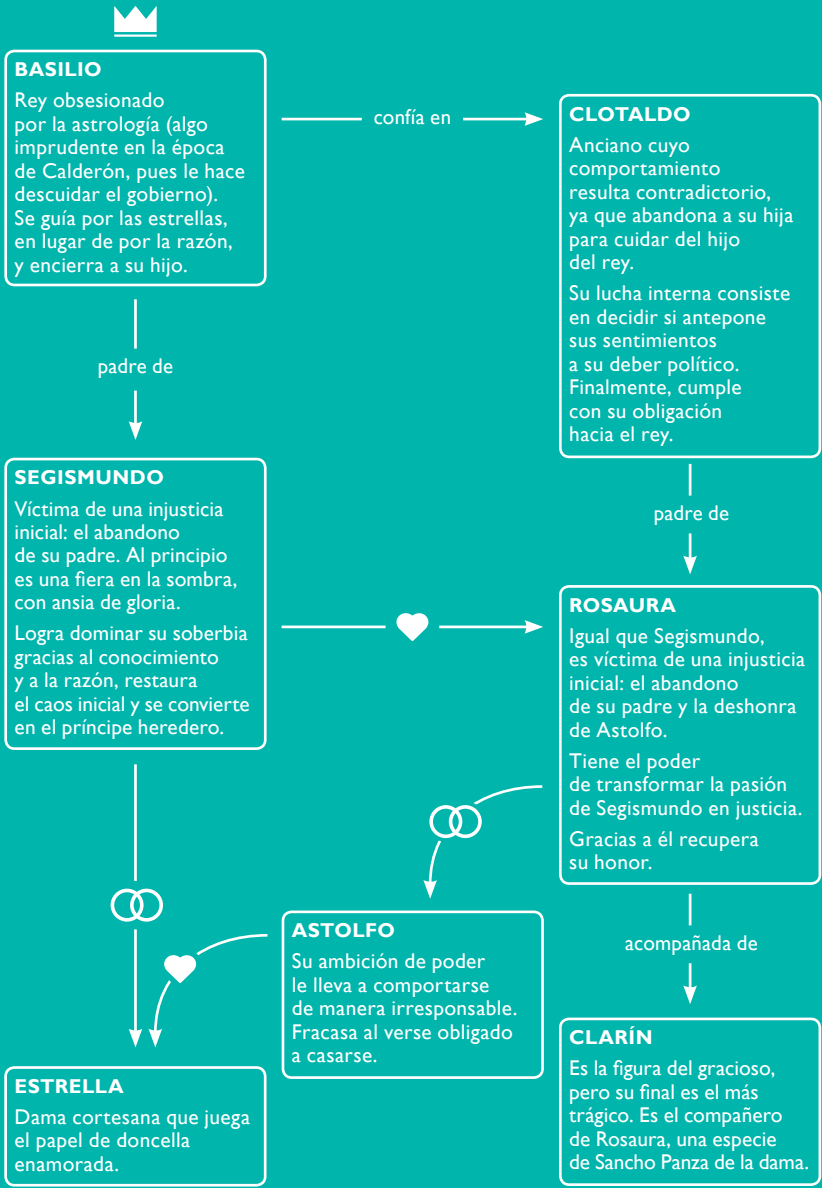 BASILIO
Rey obsesionado
por la astrología (algo
imprudente en la época
de Calderón, pues le hace
descuidar el gobierno).
Se guía por las estrellas,
en lugar de por la razón,
y encierra a su hijo.
confía en
CLOTALDO
Anciano cuyo
comportamiento
resulta contradictorio,
ya que abandona a su hija
para cuidar del hijo
del rey.
Su lucha interna consiste
en decidir si antepone
sus sentimientos
a su deber político.
Finalmente, cumple
con su obligación
hacia el rey.
padre de
SEGISMUNDO
Víctima de una injusticia
inicial: el abandono
de su padre. Al principio
es una fiera en la sombra,
con ansia de gloria.
Logra dominar su soberbia
gracias al conocimiento
y a la razón, restaura
el caos inicial y se convierte
en el príncipe heredero.
padre de
ROSAURA
Igual que Segismundo,
es víctima de una injusticia
inicial: el abandono
de su padre y la deshonra
de Astolfo.
Tiene el poder
de transformar la pasión
de Segismundo en justicia.
Gracias a él recupera
su honor.
ASTOLFO
Su ambición de poder
le lleva a comportarse
de manera irresponsable.
Fracasa al verse obligado
a casarse.
acompañada de
ESTRELLA
Dama cortesana que juega
el papel de doncella
enamorada.
CLARÍN
Es la figura del gracioso,
pero su final es el más
trágico. Es el compañero
de Rosaura, una especie
de Sancho Panza de la dama.